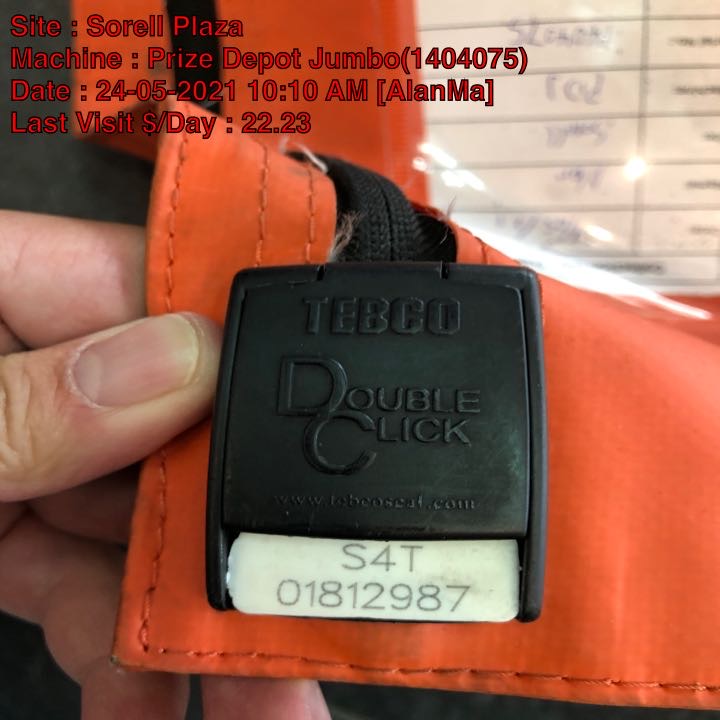 Site : Sorell Plaza
Machine : Prize Depot Jumbo(1404075)
Date : 24-05-2021 10:10 AM [AlanMa]
Last Visit $/Day : 22.23
TEBCO
DOUBLE
CLICK
www.tebcoseal.com
S4T
01812987